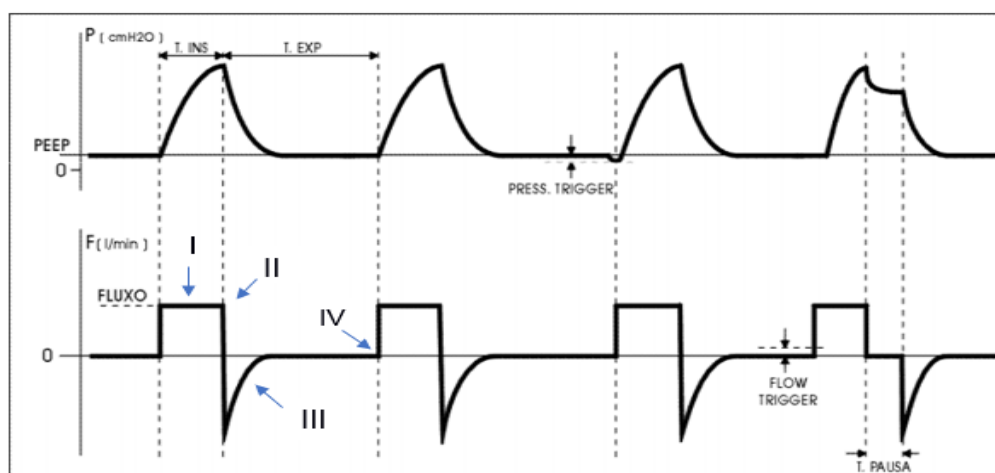 P [ cmH2O ]
T. INS
T. EXP
PEEP
0
PRESS. TRIGGER
F[ l/min ]
I
II
FLUXO
IV
0
III
FLOW
TRIGGER
T. PAUSA